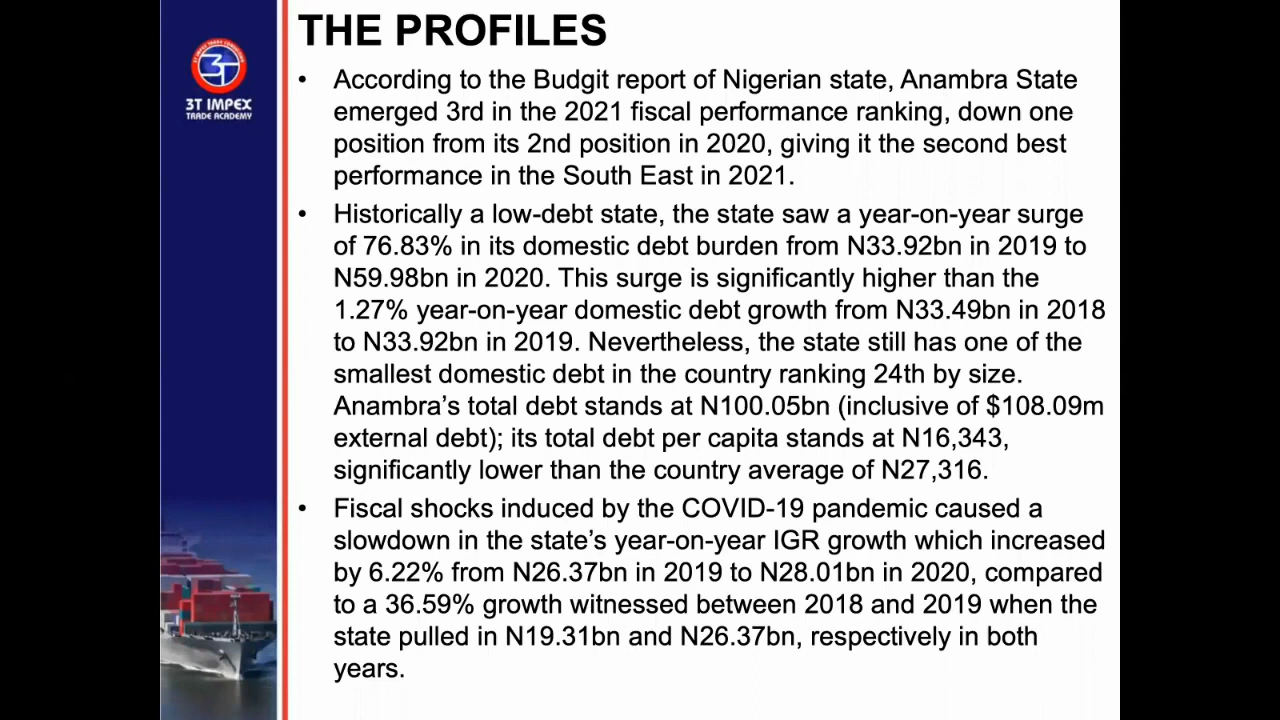 THE PROFILES
3T IMPEX TRADE CONSULTING
3T
3T IMPEX
TRADE ACADEMY
• According to the Budgit report of Nigerian state, Anambra State
emerged 3rd in the 2021 fiscal performance ranking, down one
position from its 2nd position in 2020, giving it the second best
performance in the South East in 2021.
• Historically a low-debt state, the state saw a year-on-year surge
of 76.83% in its domestic debt burden from N33.92bn in 2019 to
N59.98bn in 2020. This surge is significantly higher than the
1.27% year-on-year domestic debt growth from N33.49bn in 2018
to N33.92bn in 2019. Nevertheless, the state still has one of the
smallest domestic debt in the country ranking 24th by size.
Anambra’s total debt stands at N100.05bn (inclusive of $108.09m
external debt); its total debt per capita stands at N16,343,
significantly lower than the country average of N27,316.
• Fiscal shocks induced by the COVID-19 pandemic caused a
slowdown in the state’s year-on-year IGR growth which increased
by 6.22% from N26.37bn in 2019 to N28.01bn in 2020, compared
to a 36.59% growth witnessed between 2018 and 2019 when the
state pulled in N19.31bn and N26.37bn, respectively in both
years.